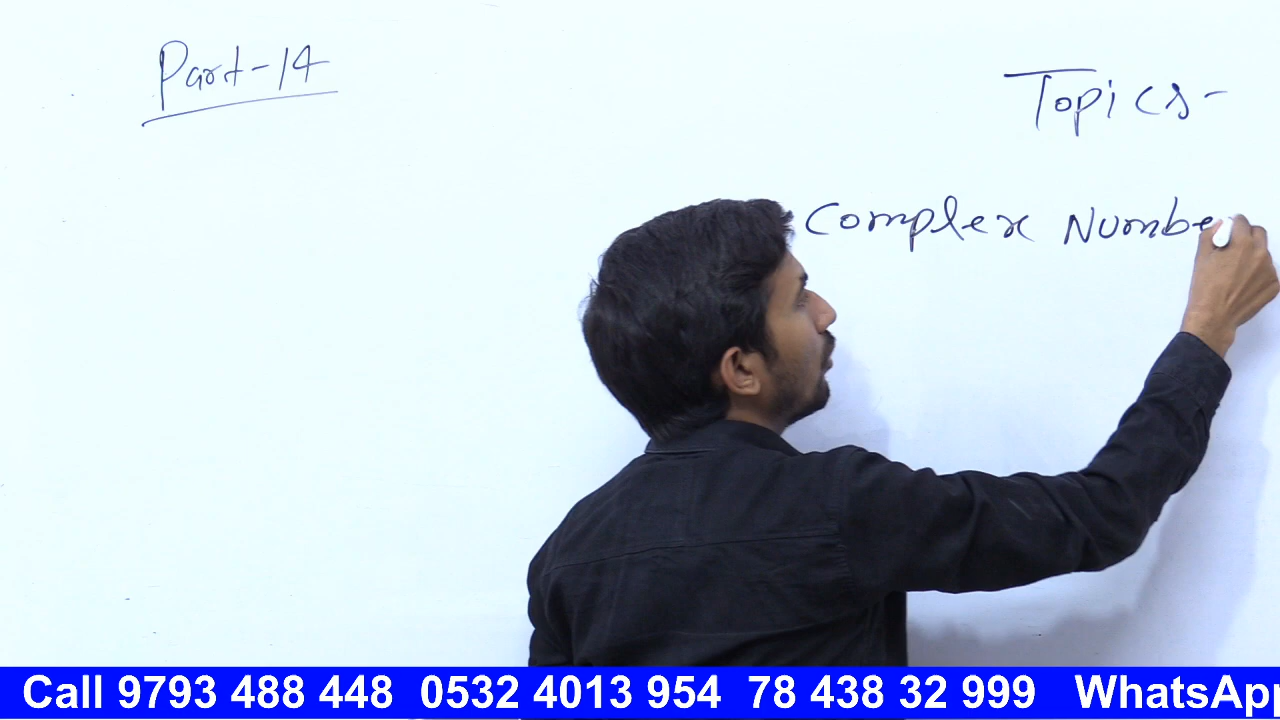 Part-14
Topics-
Complex Numbe
Call 9793 488 448 0532 4013 954 78 438 32 999 WhatsApp